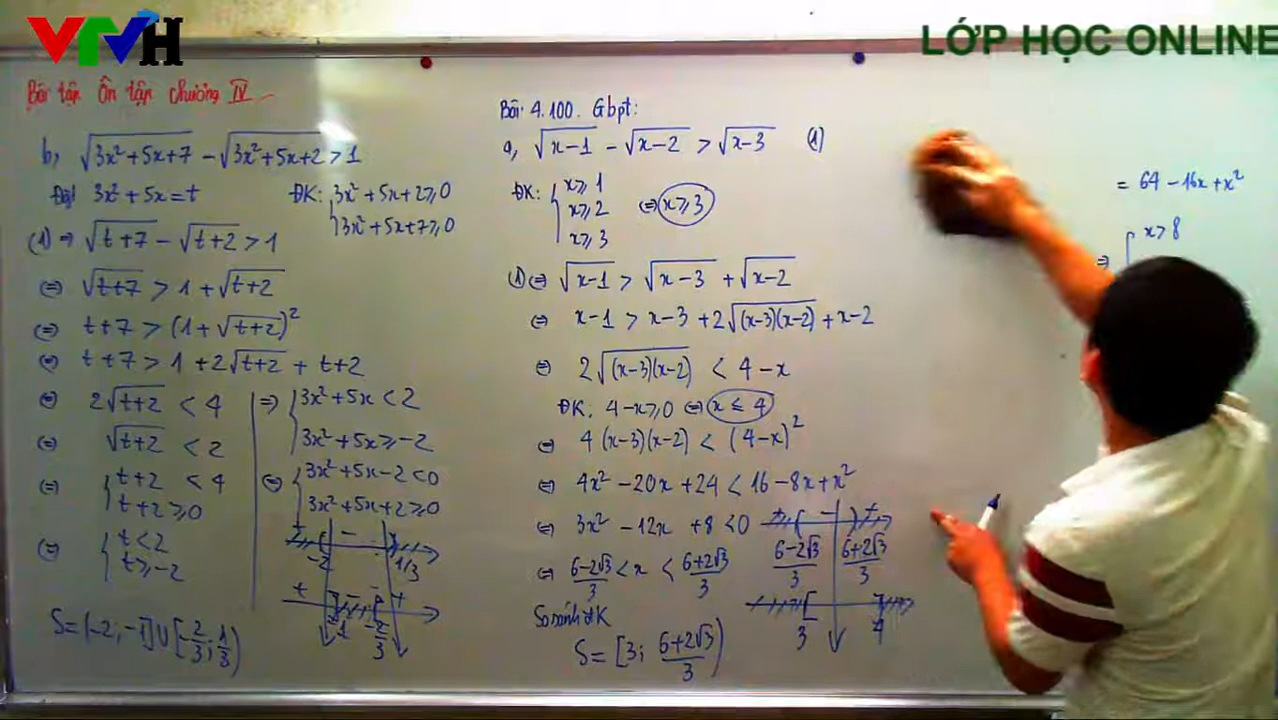 VTVH
LỚP HỌC ONLINE
Bài tập Ôn tập chương IV
b, √(3x²+5x+7) - √(3x²+5x+2) > 1
Đặt 3x²+5x = t
ĐK: { 3x²+5x+2 ≥ 0
3x²+5x+7 ≥ 0
(1) ⇒ √(t+7) - √(t+2) > 1
⇔ √(t+7) > 1 + √(t+2)
⇔ t+7 > (1+√(t+2))²
⇔ t+7 > 1 + 2√(t+2) + t+2
⇔ 2√(t+2) < 4
⇔ √(t+2) < 2
⇔ { t+2 < 4
t+2 ≥ 0
⇔ { t < 2
t ≥ -2
⇒ { 3x²+5x < 2
3x²+5x ≥ -2
⇔ { 3x²+5x-2 < 0
3x²+5x+2 ≥ 0
+ - +
-2 1/3
+ - +
-1 -2/3
S = (-2; -1] ∪ [-2/3; 1/3)
Bài 4.100. Gbpt:
a, √(x-1) - √(x-2) > √(x-3) (1)
ĐK: { x ≥ 1
x ≥ 2 ⇔ x ≥ 3
x ≥ 3
(1) ⇔ √(x-1) > √(x-3) + √(x-2)
⇔ x-1 > x-3 + 2√((x-3)(x-2)) + x-2
⇔ 2√((x-3)(x-2)) < 4-x
ĐK: 4-x ≥ 0 ⇔ x ≤ 4
⇔ 4(x-3)(x-2) < (4-x)²
⇔ 4x² - 20x + 24 < 16 - 8x + x²
⇔ 3x² - 12x + 8 < 0
⇔ (6-2√3)/3 < x < (6+2√3)/3
So sánh đK
S = [3; (6+2√3)/3)
+ - +
(6-2√3)/3 (6+2√3)/3
3 4
= 64 - 16x + x²
⇒ { x > 8